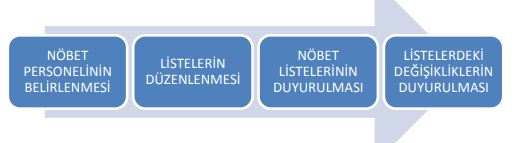 NÖBET
PERSONELİNİN
BELİRLENMESİ
LİSTELERİN
DÜZENLENMESİ
NÖBET
LİSTELERİNİN
DUYURULMASI
LİSTELERDEKİ
DEĞİŞİKLİKLERİN
DUYURULMASI